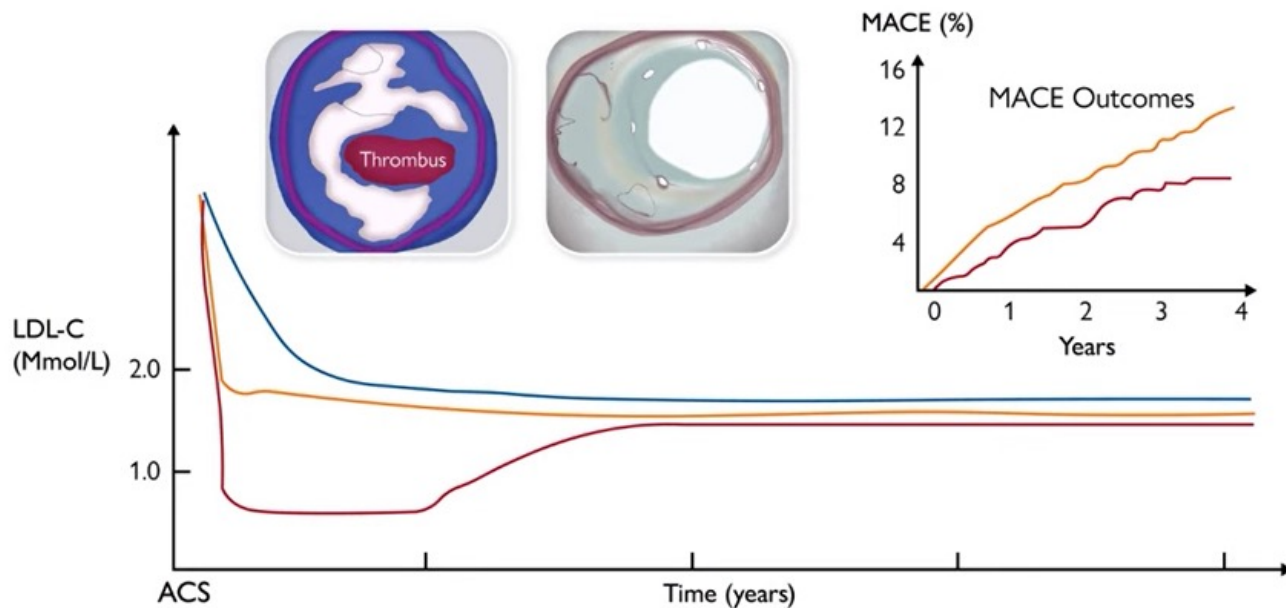 MACE (%)
16
MACE Outcomes
12
8
4
0 1 2 3 4
Years
Thrombus
LDL-C
(Mmol/L)
2.0
1.0
ACS
Time (years)